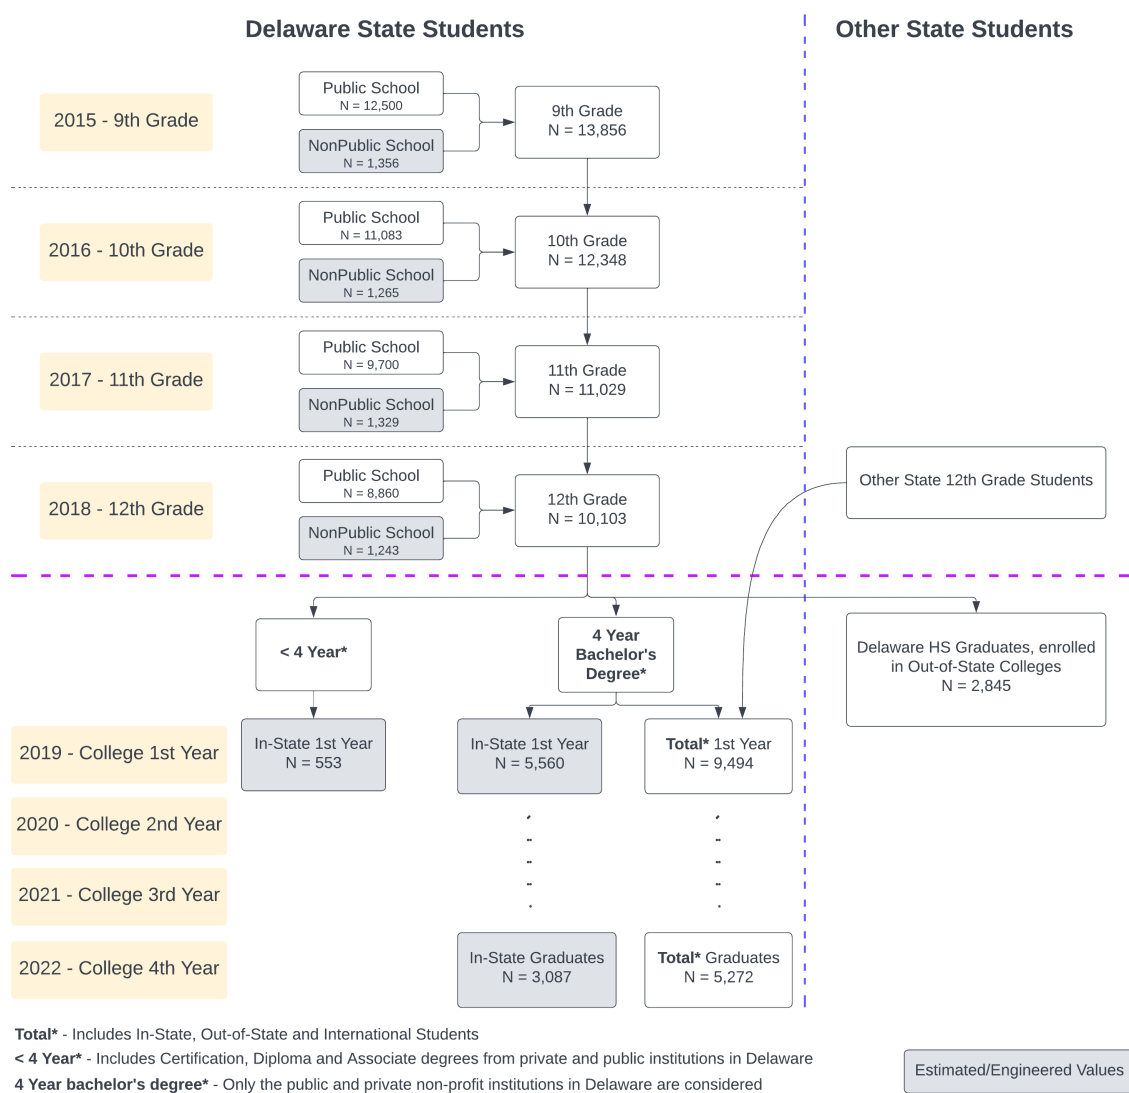 Delaware State Students
Other State Students
2015 - 9th Grade
Public School
N = 12,500
NonPublic School
N = 1,356
9th Grade
N = 13,856
2016 - 10th Grade
Public School
N = 11,083
NonPublic School
N = 1,265
10th Grade
N = 12,348
2017 - 11th Grade
Public School
N = 9,700
NonPublic School
N = 1,329
11th Grade
N = 11,029
2018 - 12th Grade
Public School
N = 8,860
NonPublic School
N = 1,243
12th Grade
N = 10,103
Other State 12th Grade Students
< 4 Year*
4 Year
Bachelor's
Degree*
Delaware HS Graduates, enrolled
in Out-of-State Colleges
N = 2,845
2019 - College 1st Year
In-State 1st Year
N = 553
In-State 1st Year
N = 5,560
Total* 1st Year
N = 9,494
2020 - College 2nd Year
2021 - College 3rd Year
2022 - College 4th Year
In-State Graduates
N = 3,087
Total* Graduates
N = 5,272
Total* - Includes In-State, Out-of-State and International Students
< 4 Year* - Includes Certification, Diploma and Associate degrees from private and public institutions in Delaware
4 Year bachelor's degree* - Only the public and private non-profit institutions in Delaware are considered
Estimated/Engineered Values